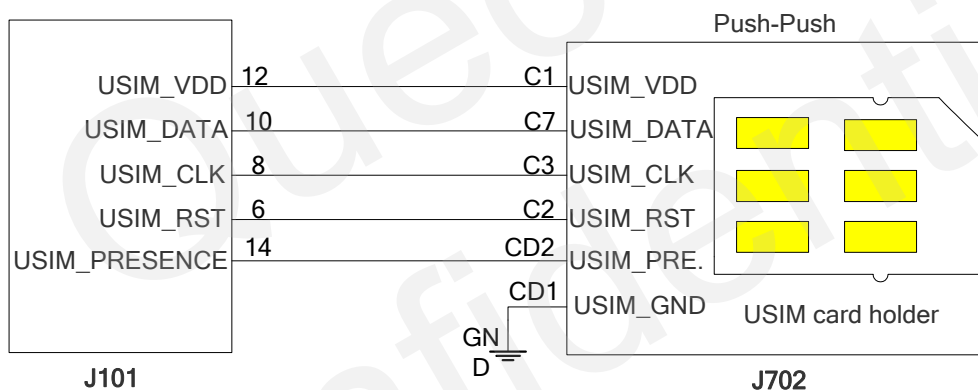 Push-Push
USIM_VDD 12 C1 USIM_VDD
USIM_DATA 10 C7 USIM_DATA
USIM_CLK 8 C3 USIM_CLK
USIM_RST 6 C2 USIM_RST
USIM_PRESENCE 14 CD2 USIM_PRE.
CD1 USIM_GND
USIM card holder
GN
D
J101
J702